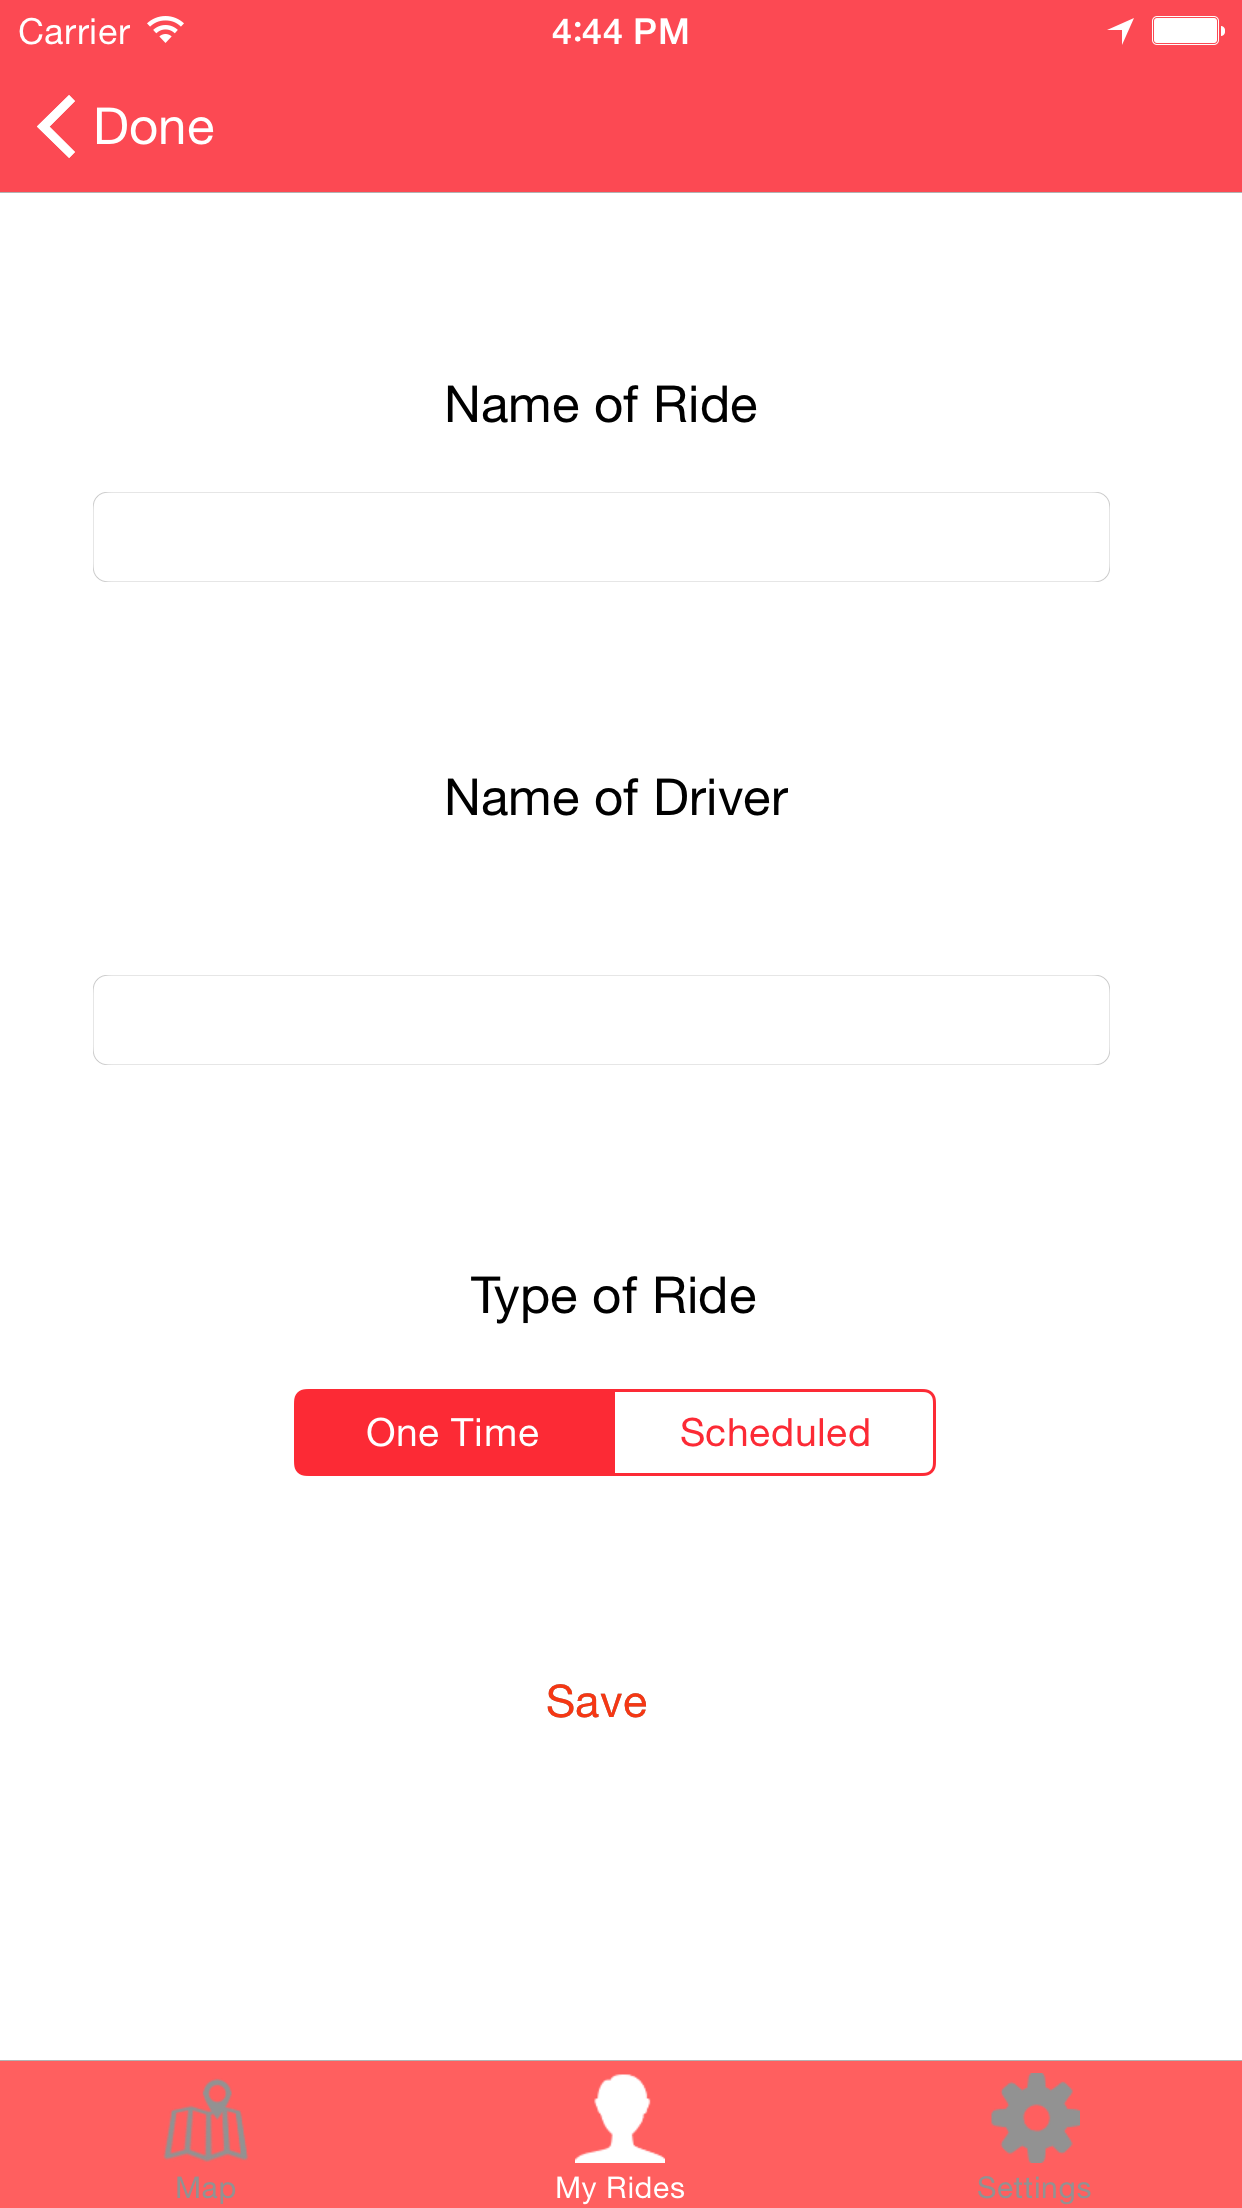 Carrier 4:44 PM
Done
Name of Ride
Name of Driver
Type of Ride
One Time Scheduled
Save
Map My Rides Settings